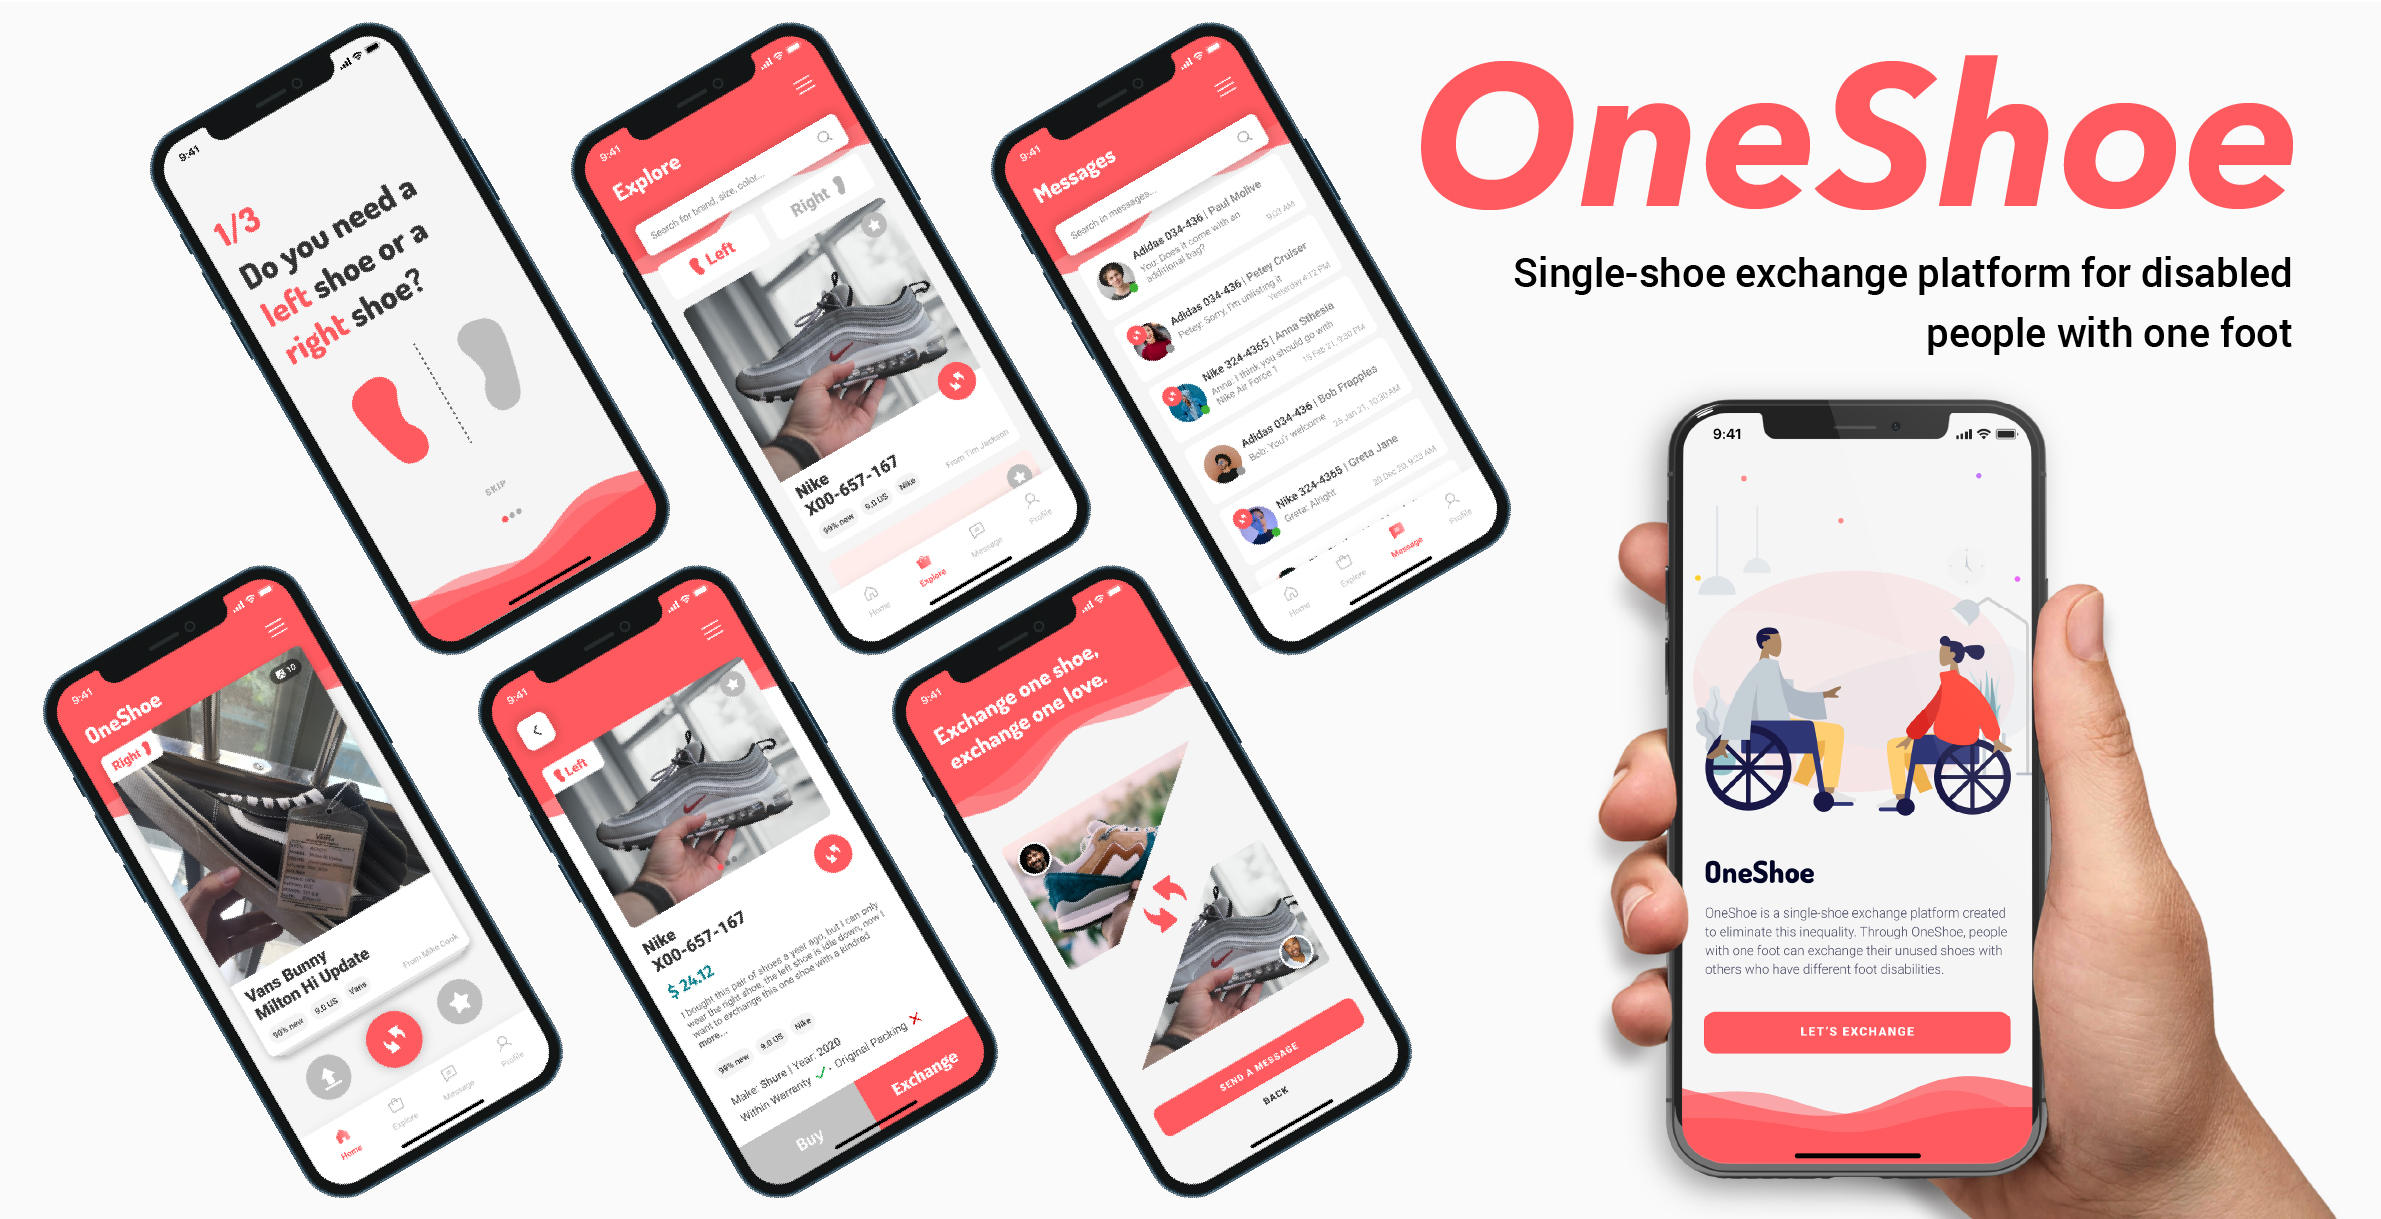 OneShoe
Single-shoe exchange platform for disabled
people with one foot
9:41
1/3
Do you need a
left shoe or a
right shoe?
SKIP
9:41
Explore
Search for brand, size, color...
Left
Right
Nike
X00-657-167
From Tim Jackson
99% new
9.0 US
Nike
Home
Explore
Message
Profile
9:41
Messages
Search in messages...
Adidas 034-436 | Paul Molive
You: Does it come with an
additional bag?
9:23 AM
Adidas 034-436 | Petey Cruiser
Petey: Sorry, I'm unlisting it
Yesterday 4:12 PM
Nike 324-4365 | Anna Sthesia
Anna: I think you should go with
Nike Air Force 1
15 Feb 21, 9:30 PM
Adidas 034-436 | Bob Frapples
Bob: You'r welcome
25 Jan 21, 10:30 AM
Nike 324-4365 | Greta Jane
Greta: Alright
20 Dec 20, 9:23 AM
Home
Explore
Message
Profile
9:41
OneShoe
10
Right
Vans Bunny
Milton Hi Update
From Mike Cook
99% new
9.0 US
Vans
Home
Explore
Message
Profile
9:41
Left
Nike
X00-657-167
$ 24.12
I bought this pair of shoes a year ago, but I can only
wear the right shoe, the left shoe is idle down, now I
want to exchange this one shoe with a kindred
more...
99% new
9.0 US
Nike
Make: Shure | Year: 2020
Within Warranty ✓ · Original Packing ✗
Buy
Exchange
9:41
Exchange one shoe,
exchange one love.
SEND A MESSAGE
BACK
9:41
OneShoe
OneShoe is a single-shoe exchange platform created
to eliminate this inequality. Through OneShoe, people
with one foot can exchange their unused shoes with
others who have different foot disabilities.
LET'S EXCHANGE